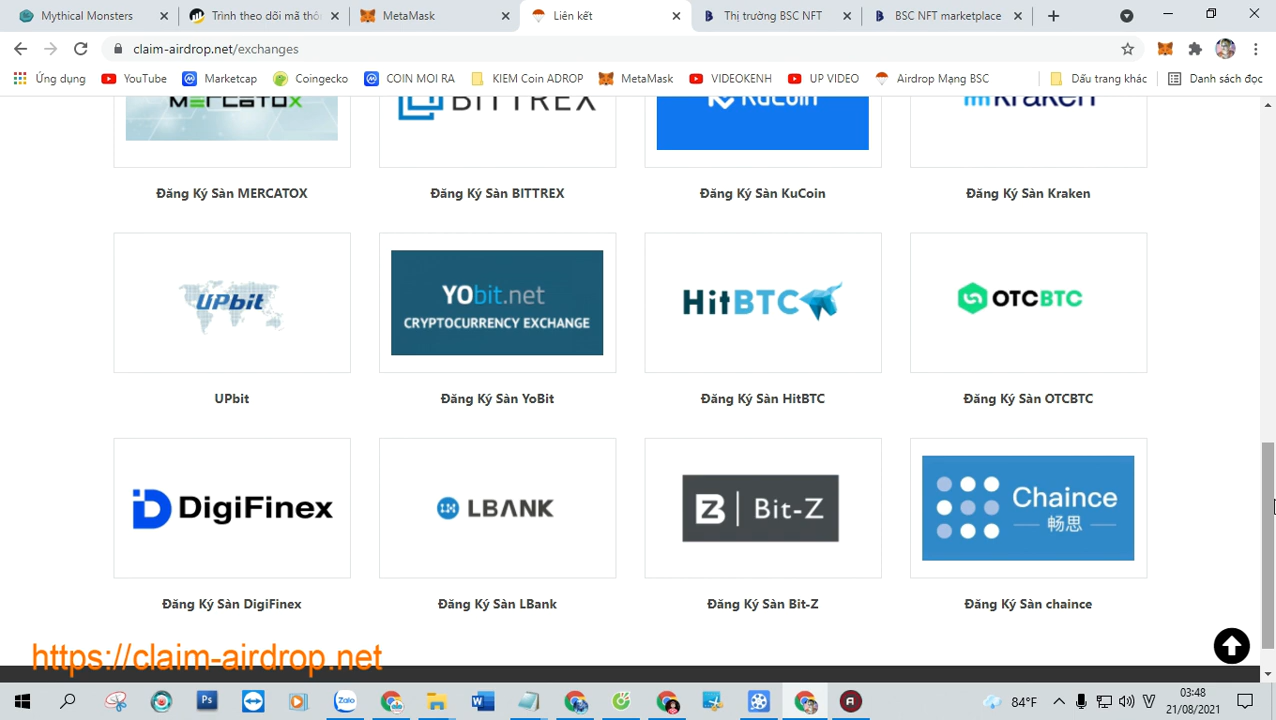 Mythical Monsters
Trình theo dõi mã thôn
MetaMask
Liên kết
Thị trường BSC NFT
BSC NFT marketplace
claim-airdrop.net/exchanges
Ứng dụng
YouTube
Marketcap
Coingecko
COIN MOI RA
KIEM Coin ADROP
MetaMask
VIDEOKENH
UP VIDEO
Airdrop Mạng BSC
Dấu trang khác
Danh sách đọc
MERCATOX
BITTREX
KuCoin
Kraken
Đăng Ký Sàn MERCATOX
Đăng Ký Sàn BITTREX
Đăng Ký Sàn KuCoin
Đăng Ký Sàn Kraken
UPbit
YObit.net
CRYPTOCURRENCY EXCHANGE
HitBTC
OTCBTC
UPbit
Đăng Ký Sàn YoBit
Đăng Ký Sàn HitBTC
Đăng Ký Sàn OTCBTC
DigiFinex
LBANK
Bit-Z
Chaince
畅思
Đăng Ký Sàn DigiFinex
Đăng Ký Sàn LBank
Đăng Ký Sàn Bit-Z
Đăng Ký Sàn chaince
https://claim-airdrop.net
Ps
Zalo
84°F
03:48
21/08/2021